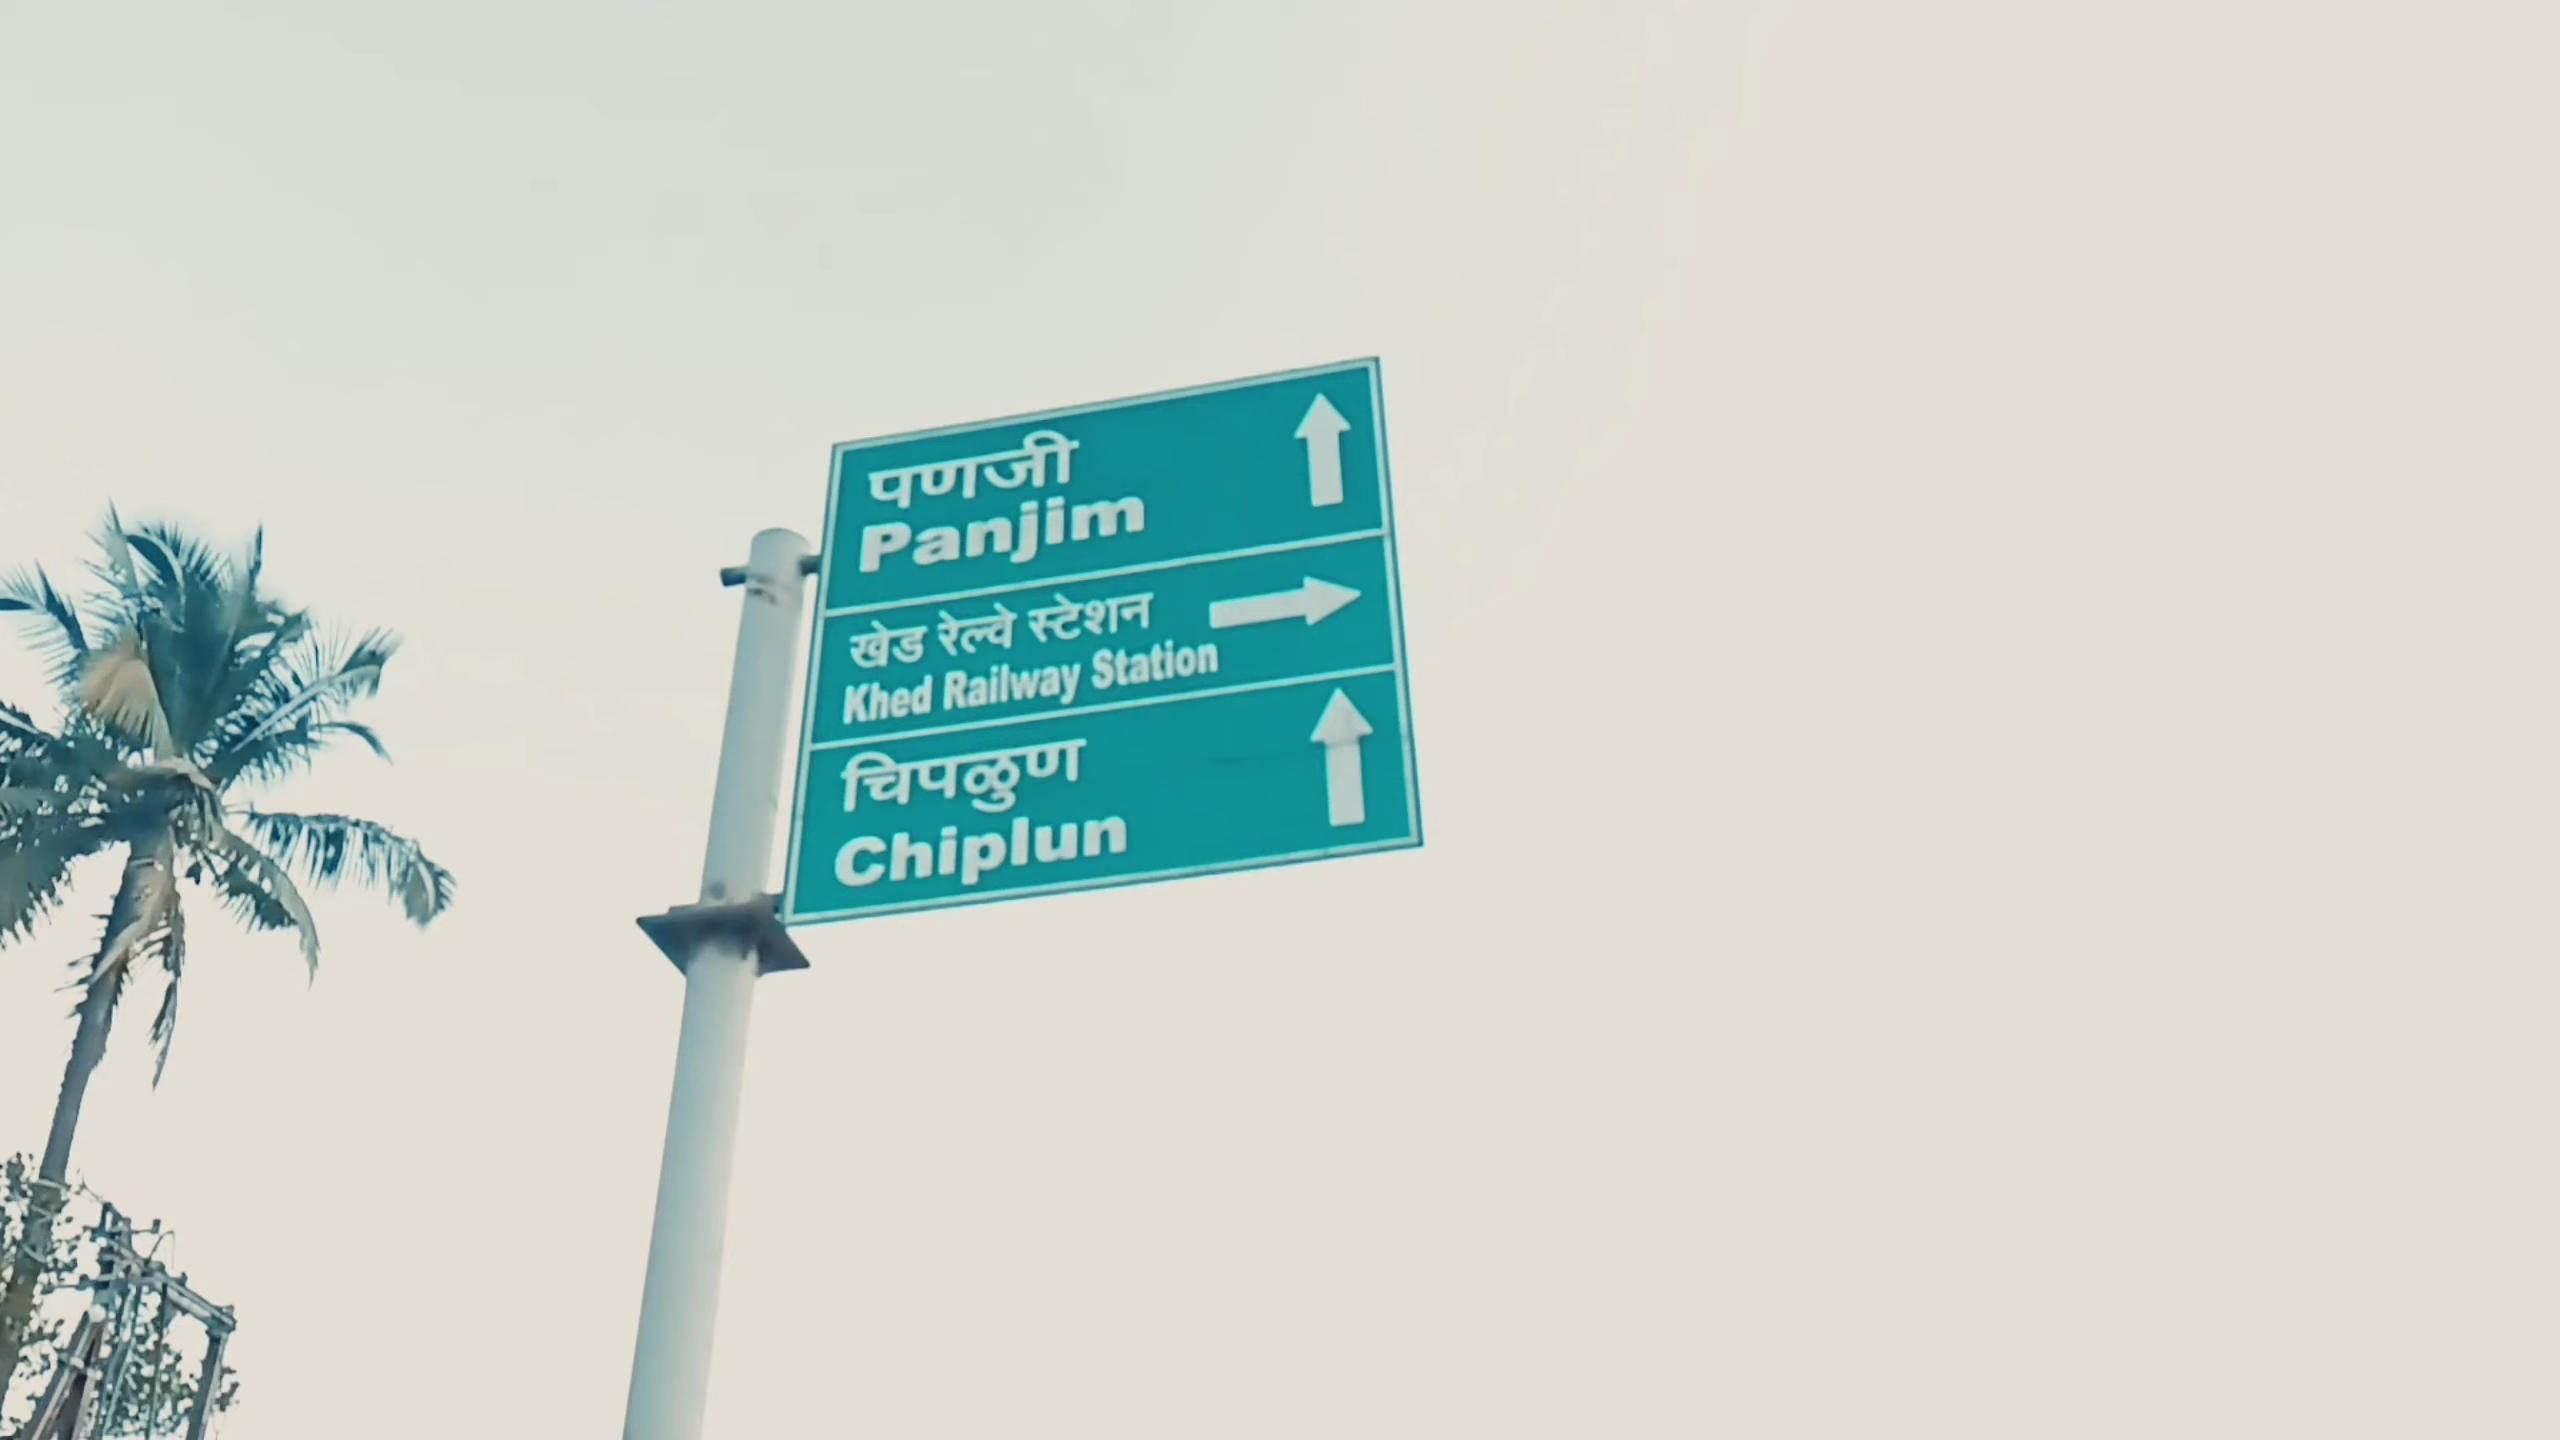 पणजी
Panjim
खेड रेल्वे स्टेशन
Khed Railway Station
चिपळुण
Chiplun